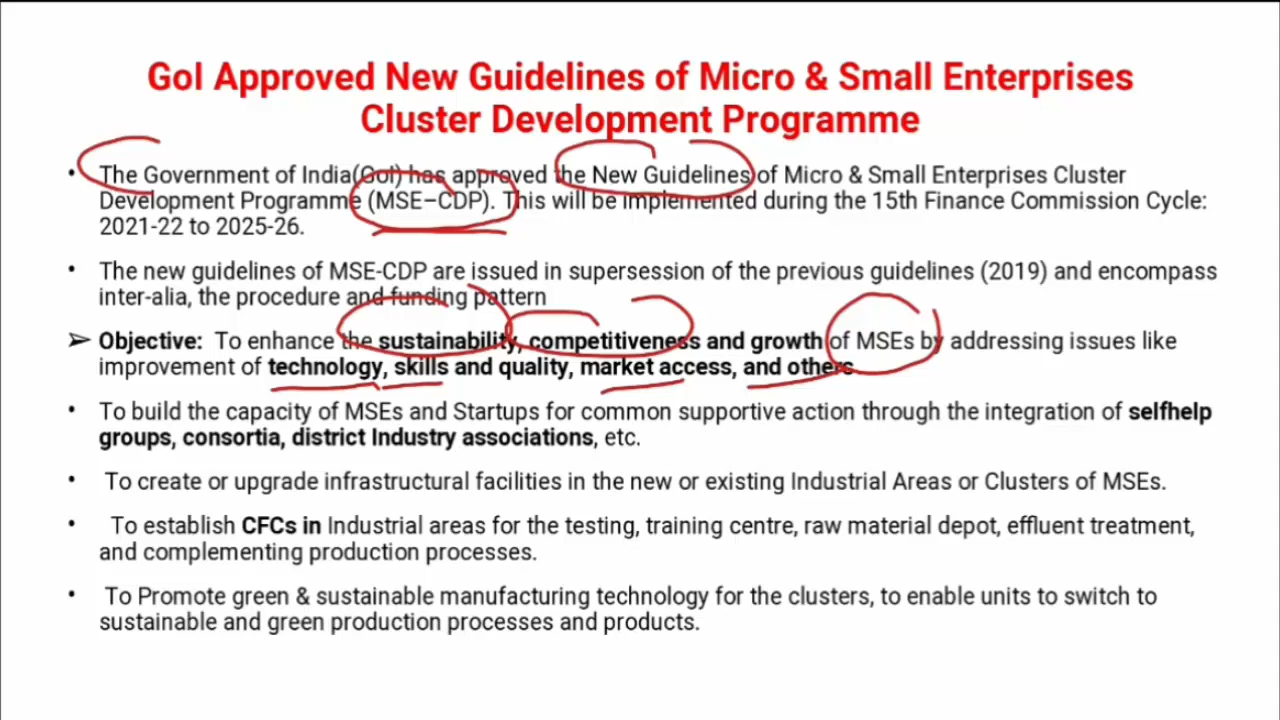 GoI Approved New Guidelines of Micro & Small Enterprises
Cluster Development Programme
• The Government of India(GoI) has approved the New Guidelines of Micro & Small Enterprises Cluster
Development Programme (MSE–CDP). This will be implemented during the 15th Finance Commission Cycle:
2021-22 to 2025-26.
• The new guidelines of MSE-CDP are issued in supersession of the previous guidelines (2019) and encompass
inter-alia, the procedure and funding pattern
➢ Objective: To enhance the sustainability, competitiveness and growth of MSEs by addressing issues like
improvement of technology, skills and quality, market access, and others.
• To build the capacity of MSEs and Startups for common supportive action through the integration of selfhelp
groups, consortia, district Industry associations, etc.
• To create or upgrade infrastructural facilities in the new or existing Industrial Areas or Clusters of MSEs.
• To establish CFCs in Industrial areas for the testing, training centre, raw material depot, effluent treatment,
and complementing production processes.
• To Promote green & sustainable manufacturing technology for the clusters, to enable units to switch to
sustainable and green production processes and products.